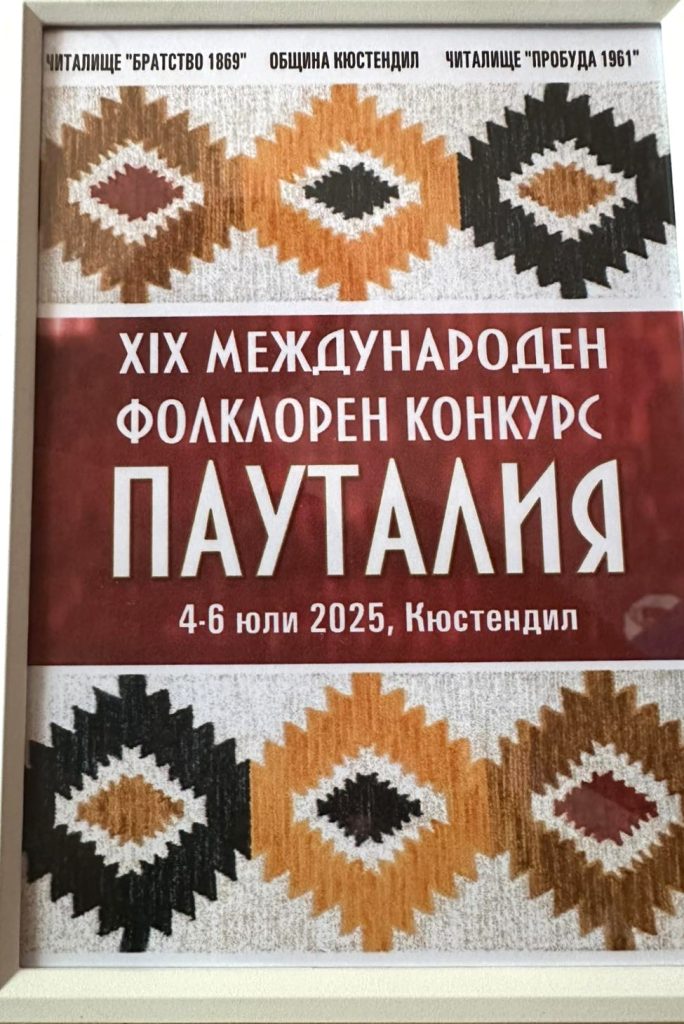 ЧИТАЛИЩЕ "БРАТСТВО 1869" ОБЩИНА КЮСТЕНДИЛ ЧИТАЛИЩЕ "ПРОБУДА 1961"
XIX МЕЖДУНАРОДЕН
ФОЛКЛОРЕН КОНКУРС
ПАУТАЛИЯ
4-6 юли 2025, Кюстендил